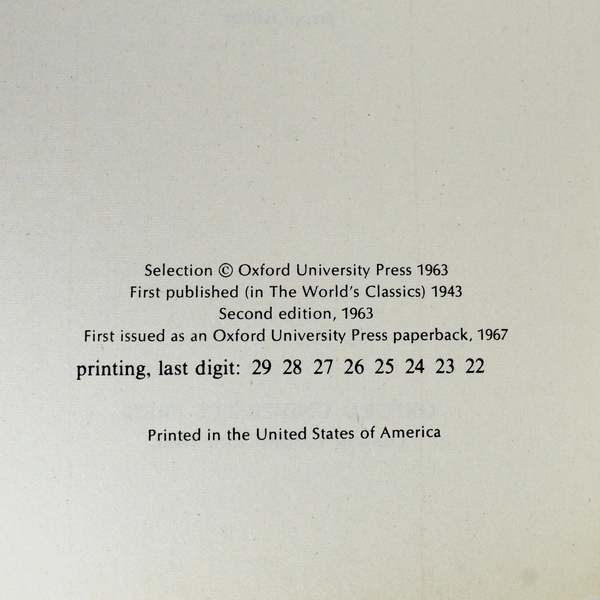 Selection © Oxford University Press 1963
First published (in The World's Classics) 1943
Second edition, 1963
First issued as an Oxford University Press paperback, 1967
printing, last digit: 29 28 27 26 25 24 23 22
Printed in the United States of America